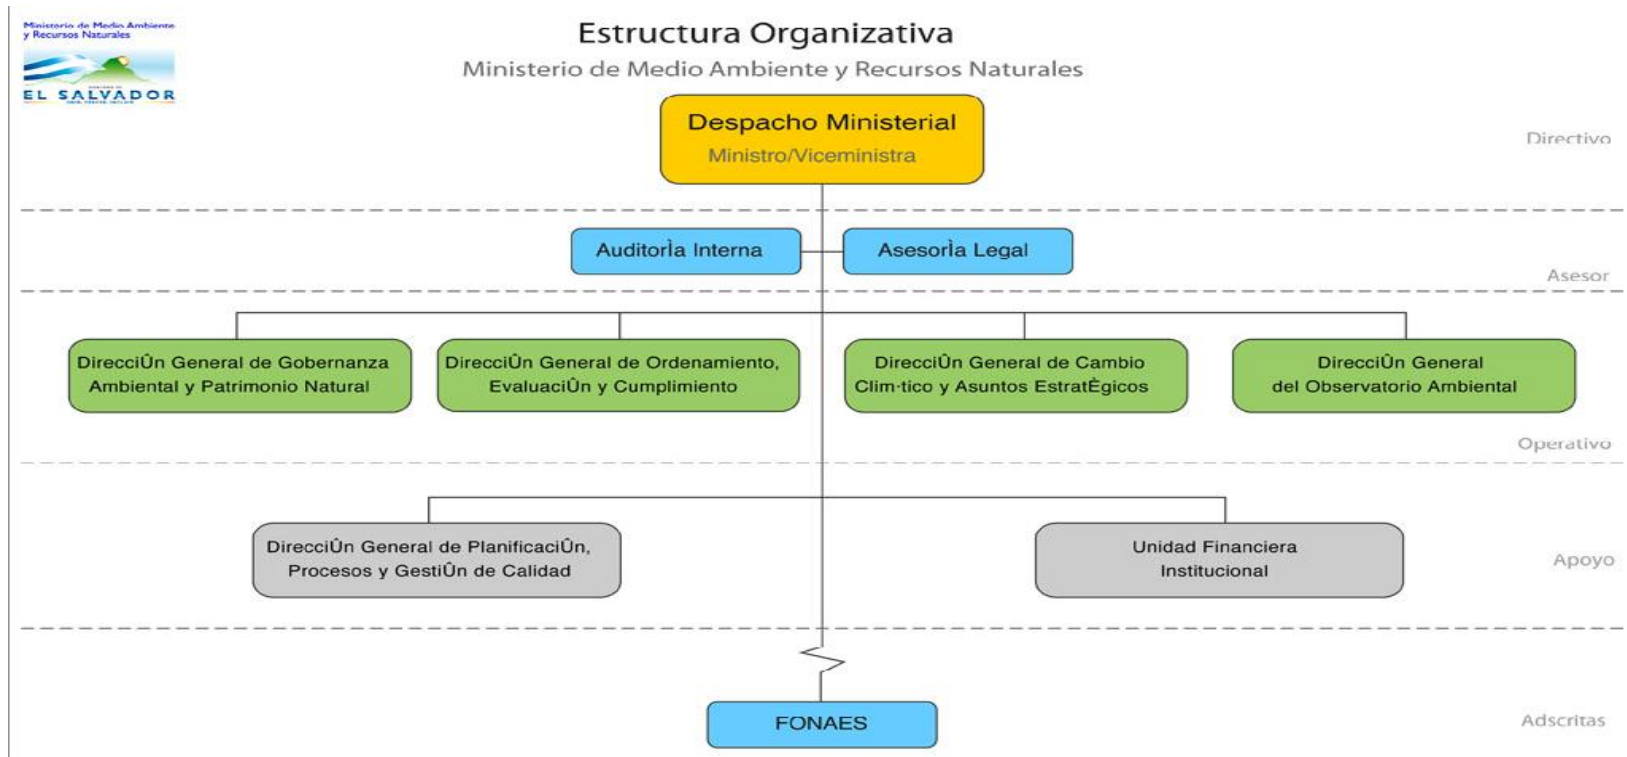 Ministerio de Medio Ambiente
y Recursos Naturales
EL SALVADOR
Estructura Organizativa
Ministerio de Medio Ambiente y Recursos Naturales
Despacho Ministerial
Ministro/Viceministra
Directivo
AuditorÌa Interna
AsesorÌa Legal
Asesor
DirecciÛn General de Gobernanza
Ambiental y Patrimonio Natural
DirecciÛn General de Ordenamiento,
EvaluaciÛn y Cumplimiento
DirecciÛn General de Cambio
Clim·tico y Asuntos EstratÈgicos
DirecciÛn General
del Observatorio Ambiental
Operativo
DirecciÛn General de PlanificaciÛn,
Procesos y GestiÛn de Calidad
Unidad Financiera
Institucional
Apoyo
FONAES
Adscritas